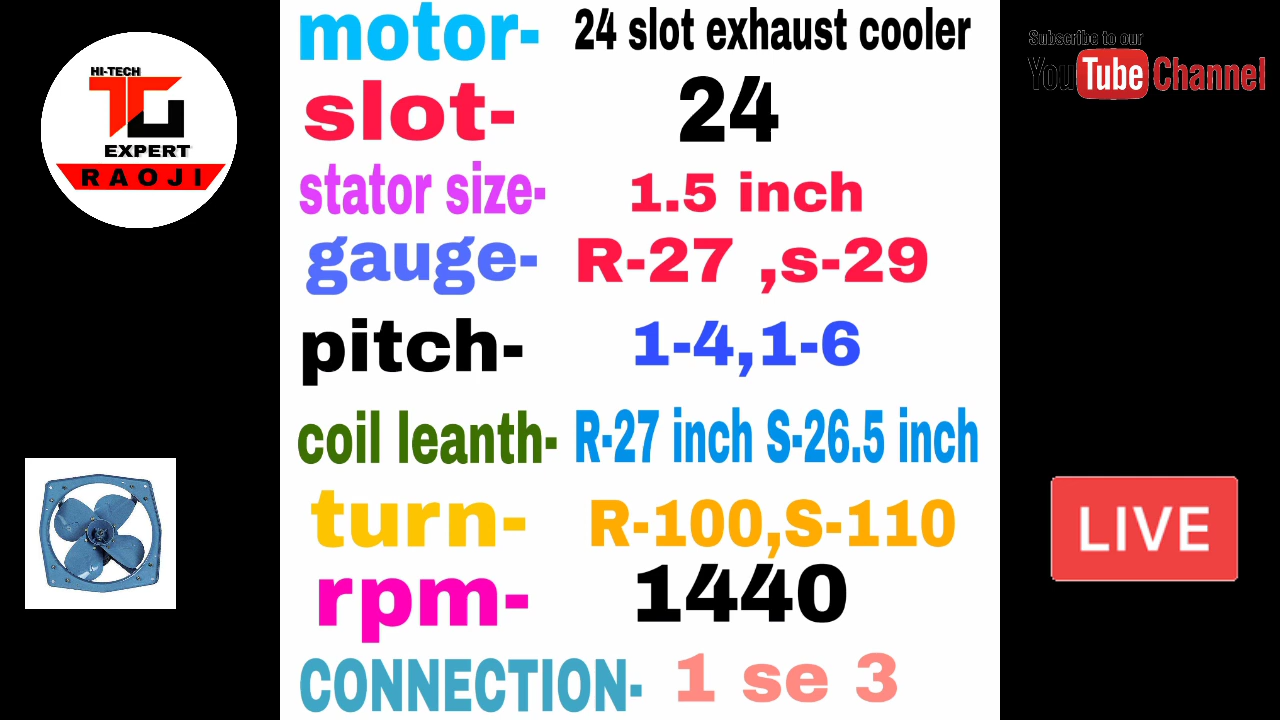 motor- 24 slot exhaust cooler
slot- 24
stator size- 1.5 inch
gauge- R-27 ,s-29
pitch- 1-4,1-6
coil leanth- R-27 inch S-26.5 inch
turn- R-100,S-110
rpm- 1440
CONNECTION- 1 se 3
HI-TECH
TG
EXPERT
RAOJI
Subscribe to our
YouTube Channel
LIVE